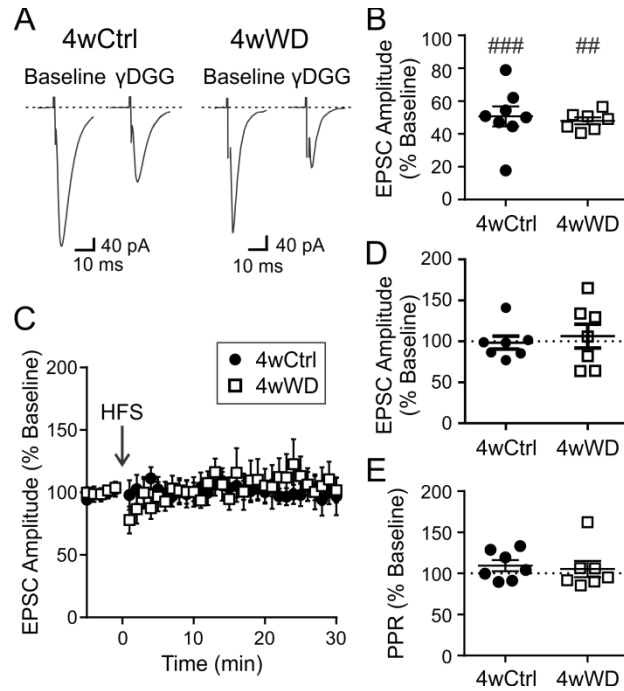 A
4wCtrl 4wWD
Baseline γDGG Baseline γDGG
40 pA
10 ms
40 pA
10 ms
B
### ##
EPSC Amplitude
(% Baseline)
100
80
60
40
20
0
4wCtrl 4wWD
C
EPSC Amplitude (% Baseline)
200
150
100
50
0
HFS
4wCtrl
4wWD
0 10 20 30
Time (min)
D
EPSC Amplitude
(% Baseline)
200
150
100
50
0
4wCtrl 4wWD
E
PPR (% Baseline)
200
150
100
50
0
4wCtrl 4wWD